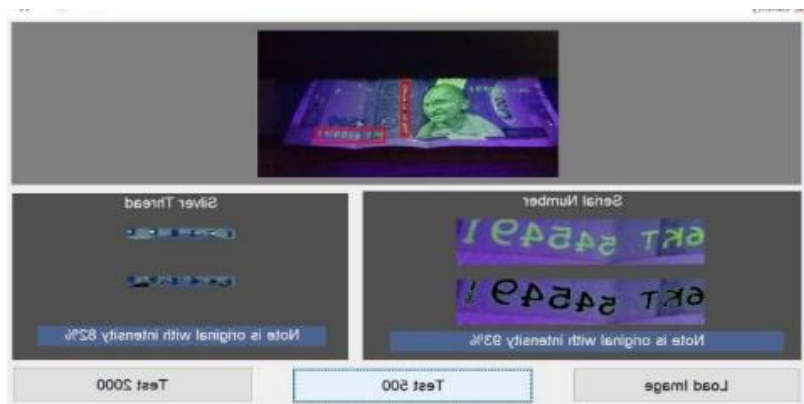 Serial Number
6KT 545491
6KT 545491
Note is original with intensity 93%
Silver Thread
Note is original with intensity 82%
Load Image
Test 500
Test 2000